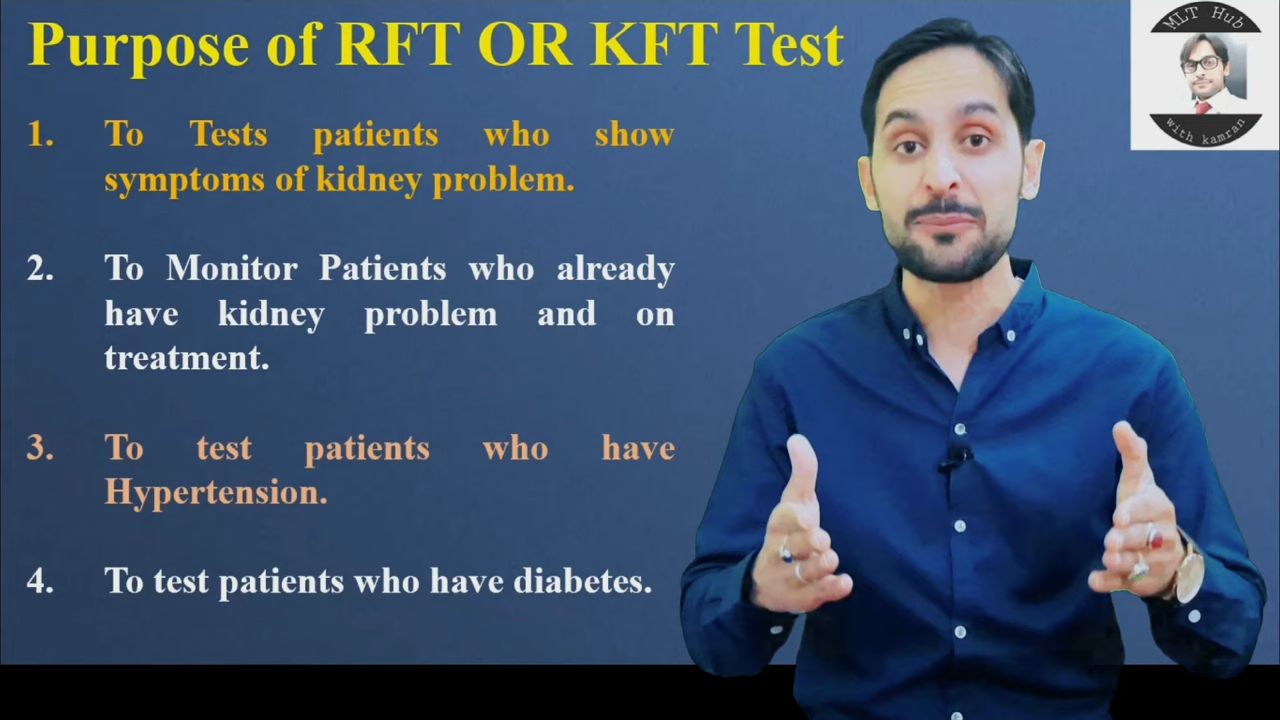 Purpose of RFT OR KFT Test
MLT Hub
with kamran
1. To Tests patients who show
symptoms of kidney problem.
2. To Monitor Patients who already
have kidney problem and on
treatment.
3. To test patients who have
Hypertension.
4. To test patients who have diabetes.